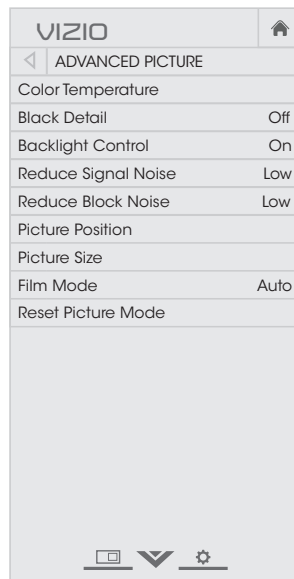 VIZIO
ADVANCED PICTURE
Color Temperature
Black Detail Off
Backlight Control On
Reduce Signal Noise Low
Reduce Block Noise Low
Picture Position
Picture Size
Film Mode Auto
Reset Picture Mode